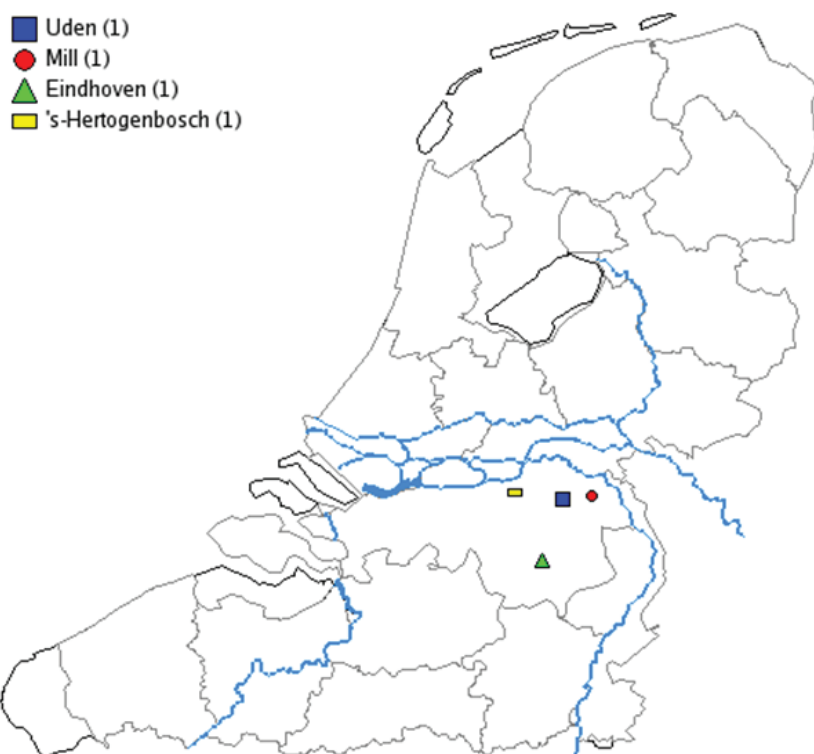 Uden (1)
Mill (1)
Eindhoven (1)
's-Hertogenbosch (1)